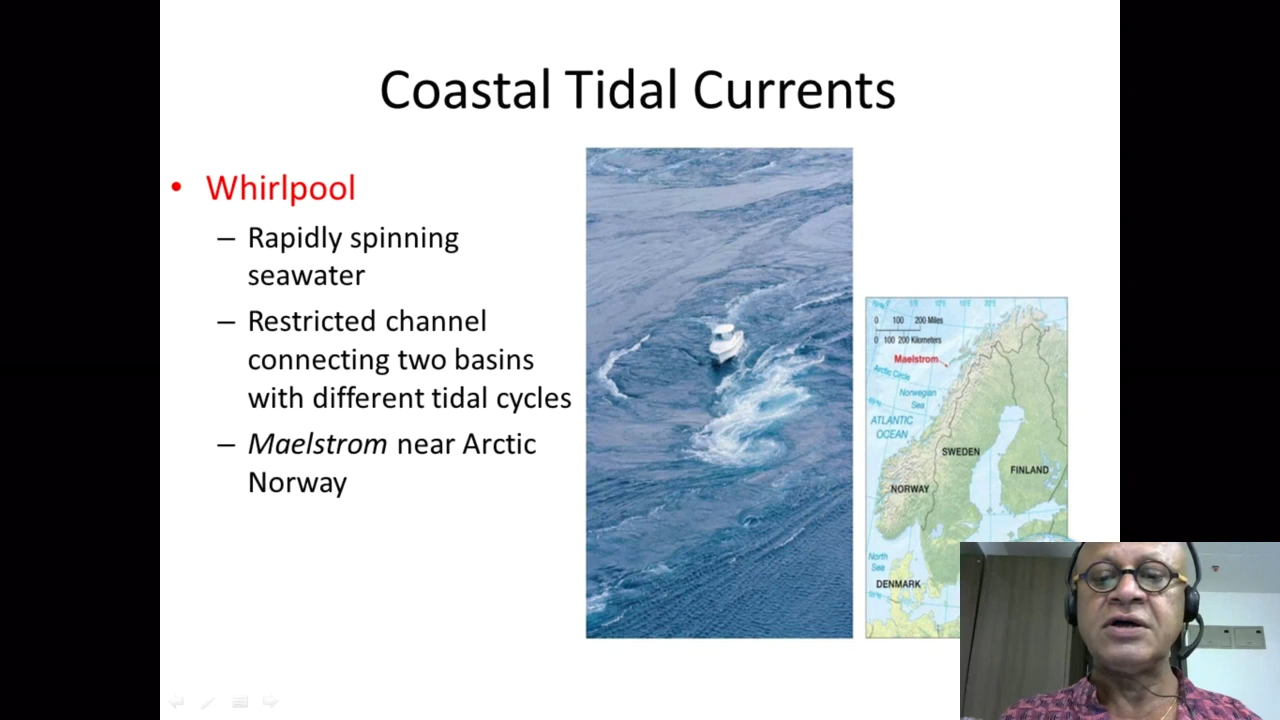 Coastal Tidal Currents
• Whirlpool
– Rapidly spinning
seawater
– Restricted channel
connecting two basins
with different tidal cycles
– Maelstrom near Arctic
Norway
0 100 200 Miles
0 100 200 Kilometers
Maelstrom
Arctic Circle
Norwegian
Sea
ATLANTIC
OCEAN
SWEDEN
FINLAND
NORWAY
North
Sea
DENMARK